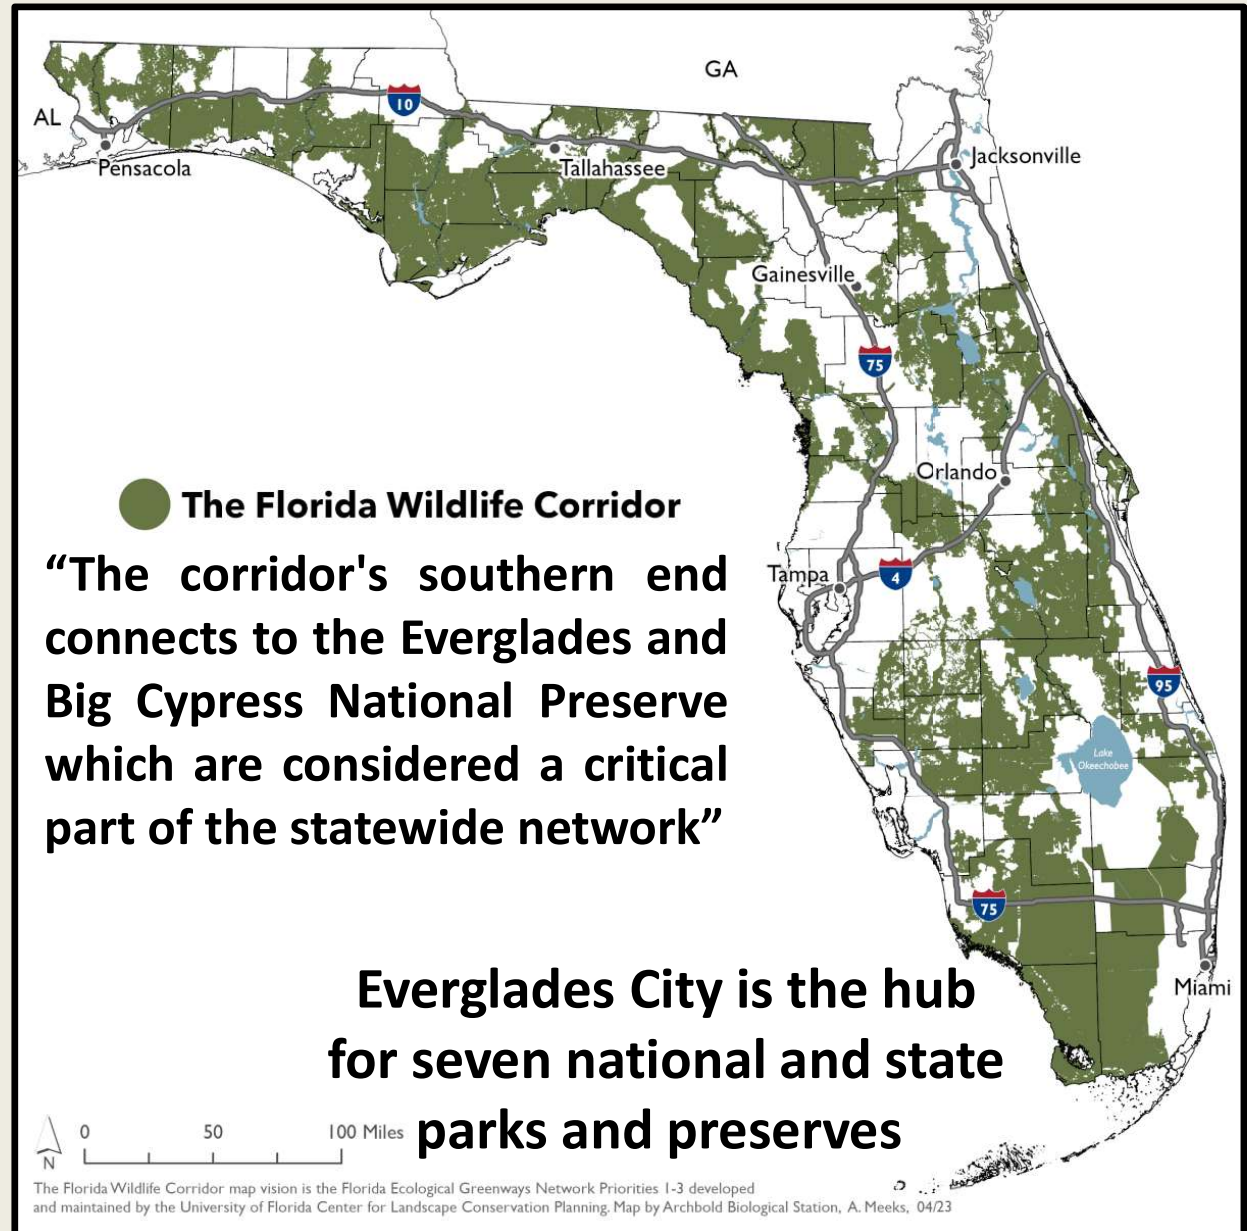 GA
10
AL
Pensacola
Tallahassee
Jacksonville
Gainesville
75
Orlando
The Florida Wildlife Corridor
“The corridor's southern end
connects to the Everglades and
Big Cypress National Preserve
which are considered a critical
part of the statewide network”
Tampa
4
95
Lake
Okeechobee
75
Miami
Everglades City is the hub
for seven national and state
parks and preserves
N
0 50 100 Miles
The Florida Wildlife Corridor map vision is the Florida Ecological Greenways Network Priorities 1-3 developed
and maintained by the University of Florida Center for Landscape Conservation Planning. Map by Archbold Biological Station, A. Meeks, 04/23